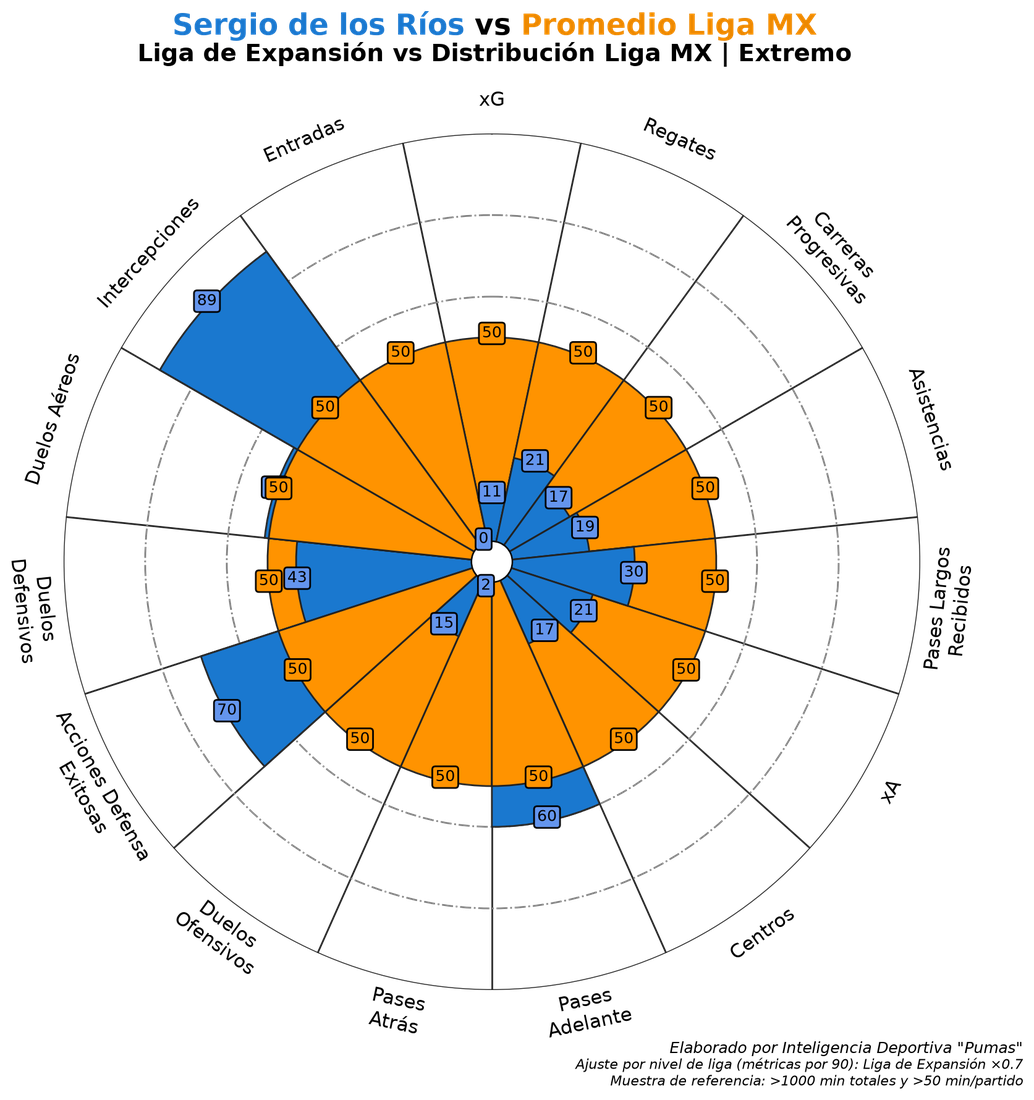 Sergio de los Ríos vs Promedio Liga MX
Liga de Expansión vs Distribución Liga MX | Extremo
xG
Regates
Carreras
Progresivas
Asistencias
Pases Largos
Recibidos
xA
Centros
Pases
Adelante
Pases
Atrás
Duelos
Ofensivos
Acciones Defensa
Exitosas
Duelos
Defensivos
Duelos Aéreos
Intercepciones
Entradas
89
50
50
50
50
50
50
21
11
17
50
50
19
0
43
50
30
50
2
21
15
17
50
50
70
50
50
50
50
60
Elaborado por Inteligencia Deportiva "Pumas"
Ajuste por nivel de liga (métricas por 90): Liga de Expansión ×0.7
Muestra de referencia: >1000 min totales y >50 min/partido